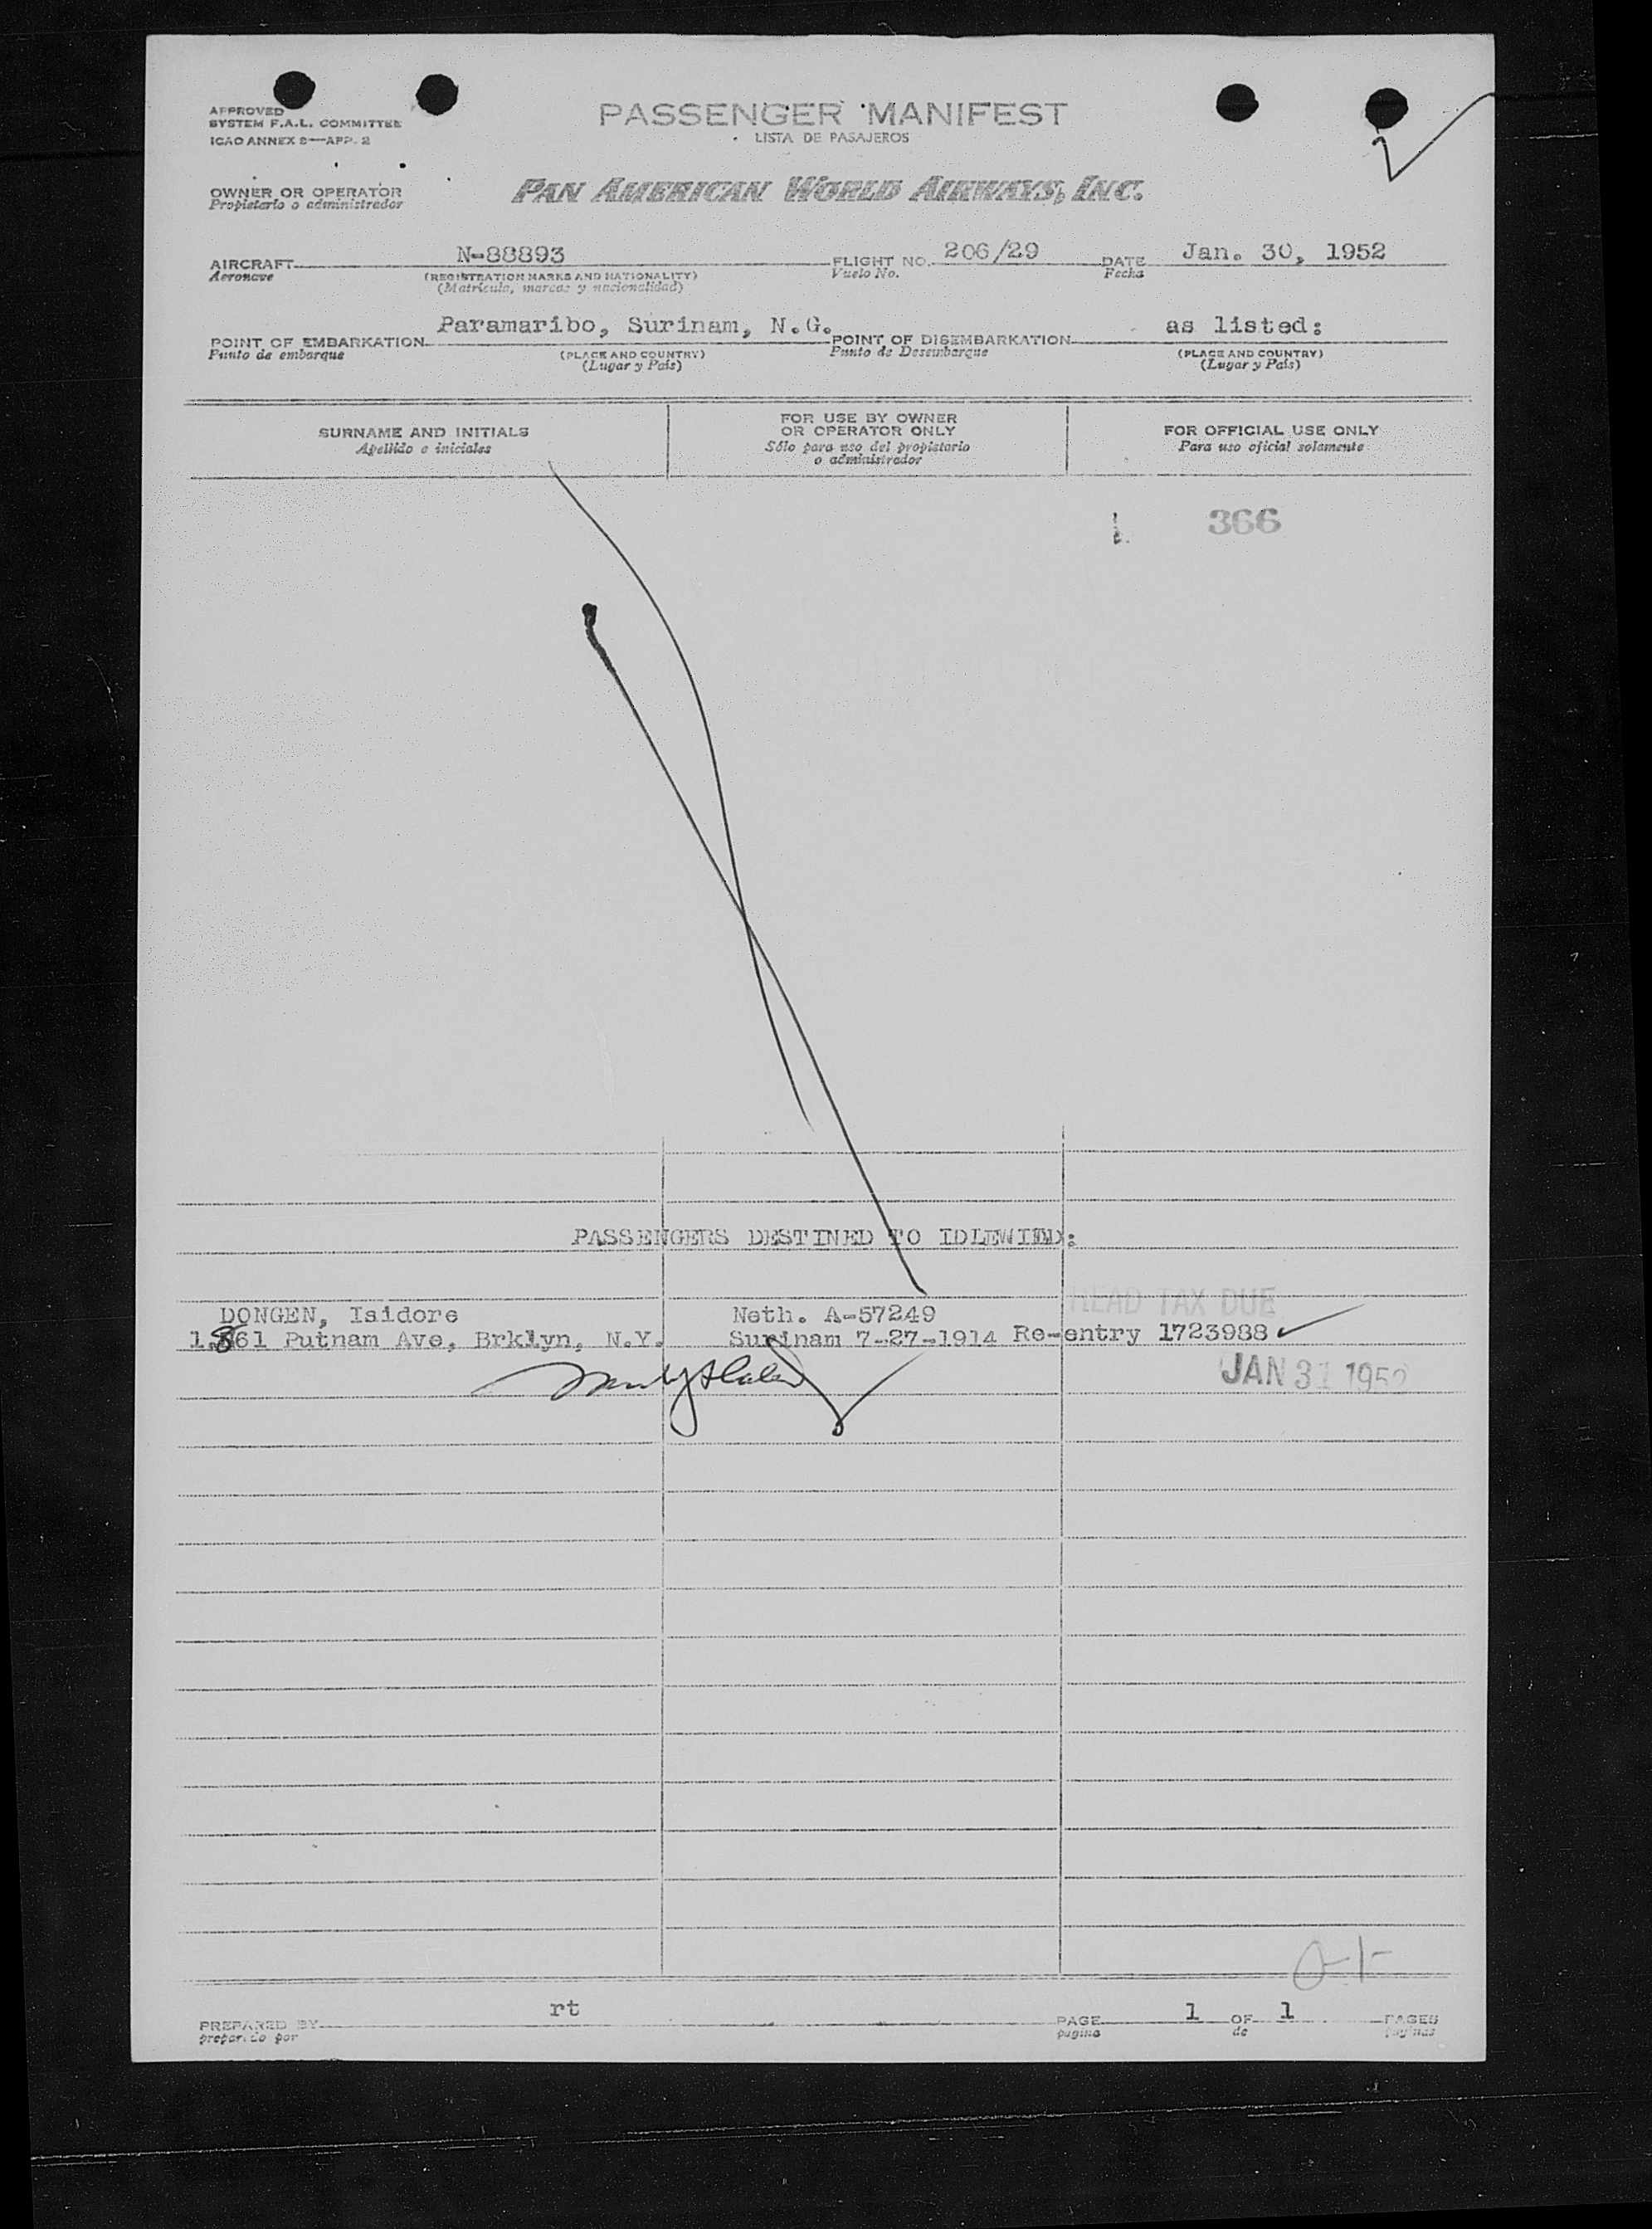 APPROVED
SYSTEM F.A.L. COMMITTEE
ICAO ANNEX 9—APP. 2
PASSENGER MANIFEST
LISTA DE PASAJEROS
OWNER OR OPERATOR
Propietario o administrador
PAN AMERICAN WORLD AIRWAYS, INC.
AIRCRAFT N-88893 FLIGHT NO. 206/29 DATE Jan. 30, 1952
Aeronave (REGISTRATION MARKS AND NATIONALITY) Vuelo No. Fecha
(Matrícula, marcas y nacionalidad)
POINT OF EMBARKATION Paramaribo, Surinam, N.G. POINT OF DISEMBARKATION as listed:
Punto de embarque (PLACE AND COUNTRY) Punto de Desembarque (PLACE AND COUNTRY)
(Lugar y País) (Lugar y País)
SURNAME AND INITIALS
Apellido e iniciales
FOR USE BY OWNER
OR OPERATOR ONLY
Sólo para uso del propietario
o administrador
FOR OFFICIAL USE ONLY
Para uso oficial solamente
366
PASSENGERS DESTINED TO IDLEWILD:
HEAD TAX DUE
DONGEN, Isidore Neth. A-57249
1.861 Putnam Ave, Brklyn, N.Y. Surinam 7-27-1914 Re-entry 1723988
JAN 31 1952
PREPARED BY rt PAGE 1 OF 1 PAGES
preparado por página de páginas